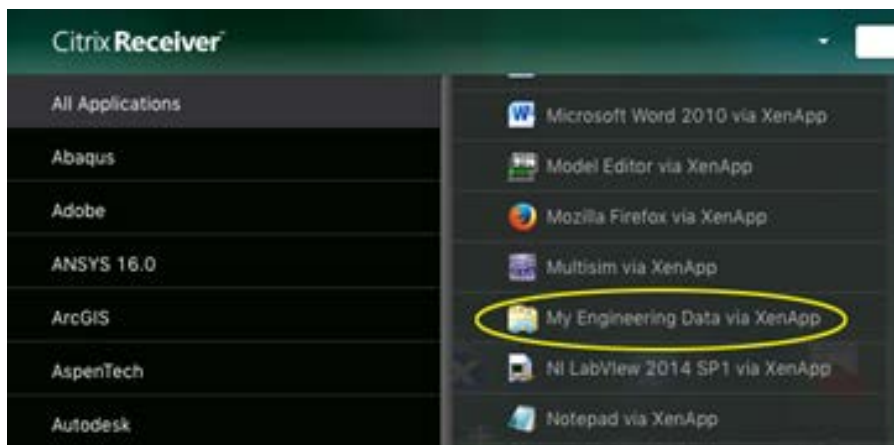 Citrix Receiver
All Applications
Abaqus
Adobe
ANSYS 16.0
ArcGIS
AspenTech
Autodesk
Microsoft Word 2010 via XenApp
Model Editor via XenApp
Mozilla Firefox via XenApp
Multisim via XenApp
My Engineering Data via XenApp
NI LabVIew 2014 SP1 via XenApp
Notepad via XenApp